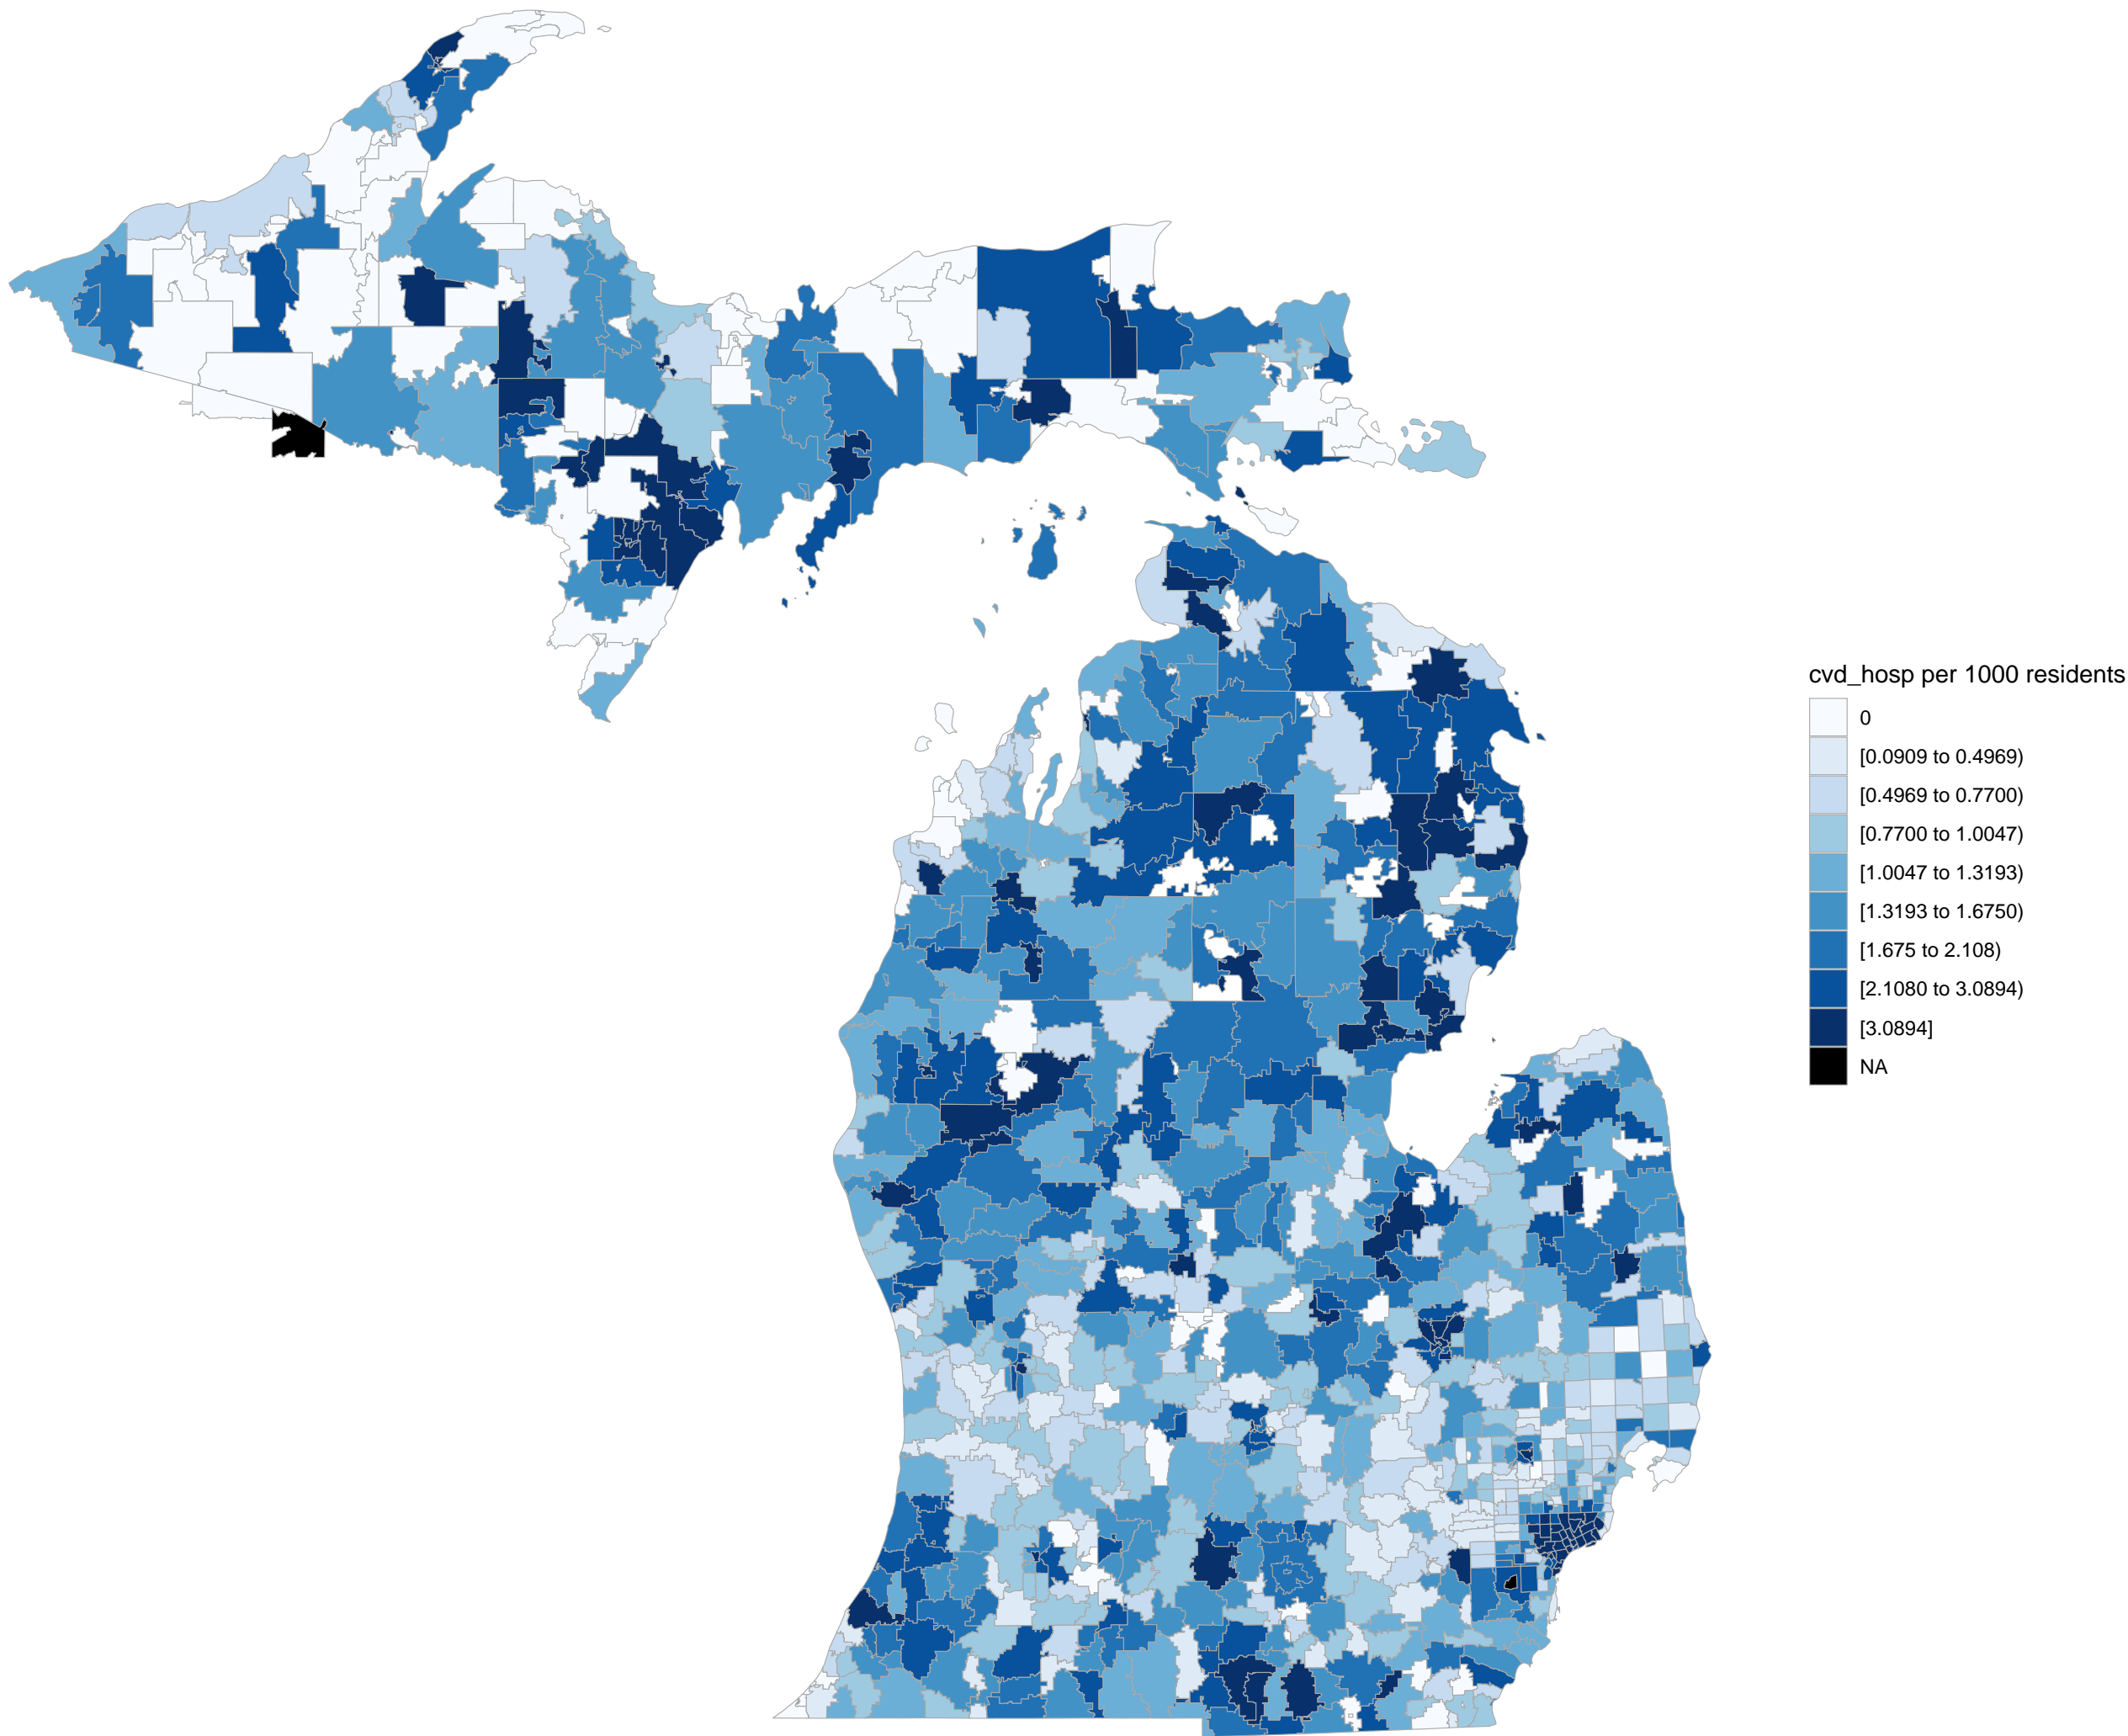 cvd_hosp per 1000 residents
0
[0.0909 to 0.4969)
[0.4969 to 0.7700)
[0.7700 to 1.0047)
[1.0047 to 1.3193)
[1.3193 to 1.6750)
[1.675 to 2.108)
[2.1080 to 3.0894)
[3.0894]
NA